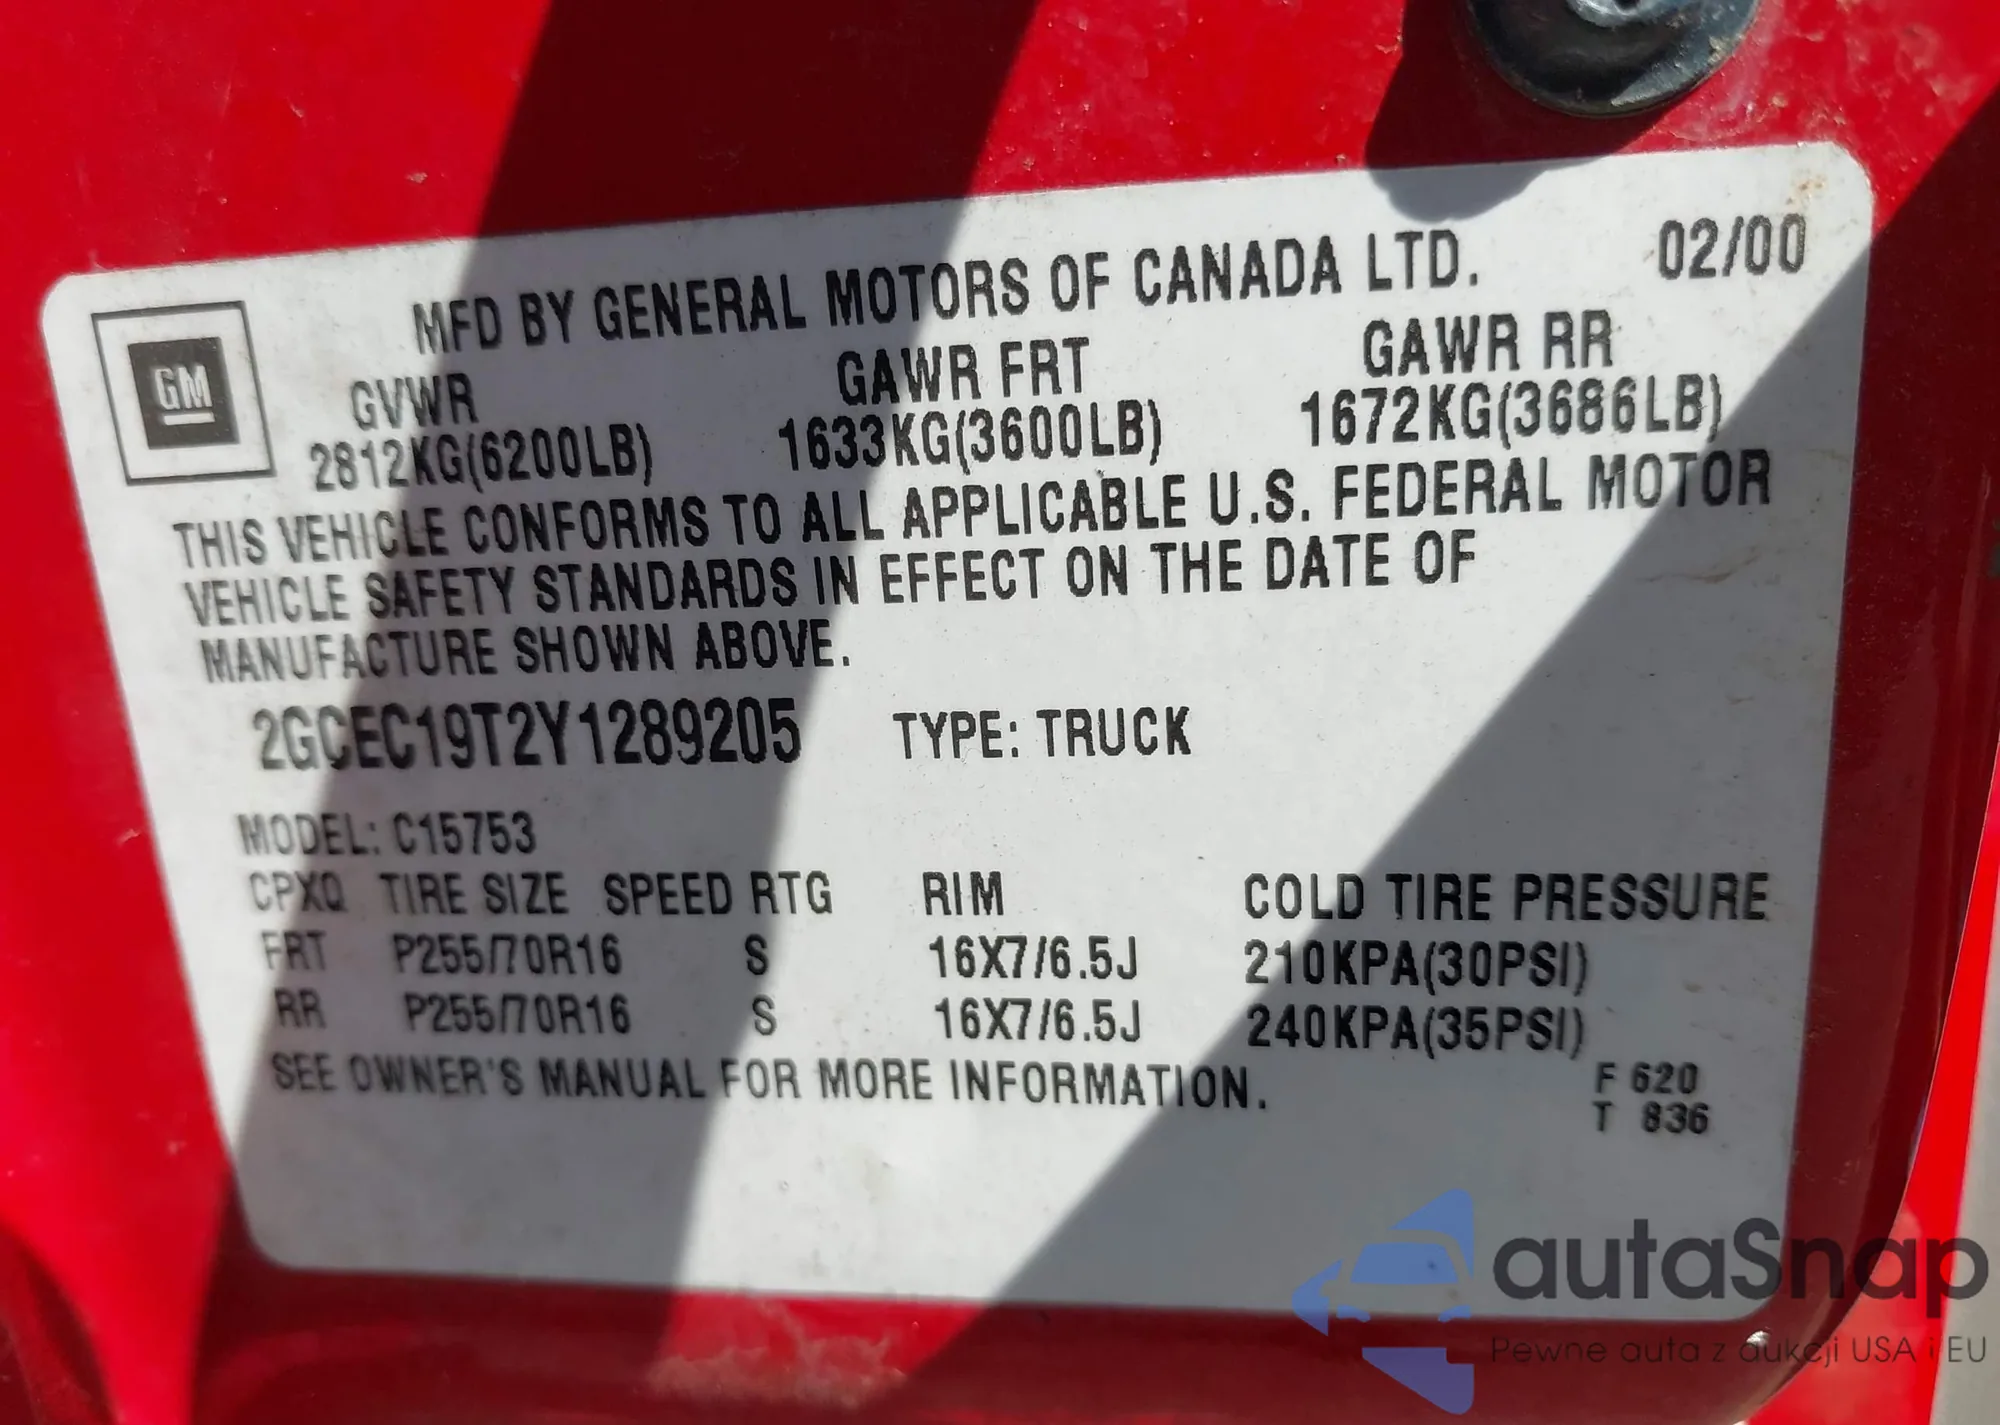 MFD BY GENERAL MOTORS OF CANADA LTD. 02/00
GM
GVWR GAWR FRT GAWR RR
2812KG(6200LB) 1633KG(3600LB) 1672KG(3686LB)
THIS VEHICLE CONFORMS TO ALL APPLICABLE U.S. FEDERAL MOTOR
VEHICLE SAFETY STANDARDS IN EFFECT ON THE DATE OF
MANUFACTURE SHOWN ABOVE.
2GCEC19T2Y1289205 TYPE: TRUCK
MODEL: C15753
CPXQ TIRE SIZE SPEED RTG RIM COLD TIRE PRESSURE
FRT P255/70R16 S 16X7/6.5J 210KPA(30PSI)
RR P255/70R16 S 16X7/6.5J 240KPA(35PSI)
SEE OWNER'S MANUAL FOR MORE INFORMATION.
F 620
T 836
autaSnap
Pewne auta z aukcji USA i EU